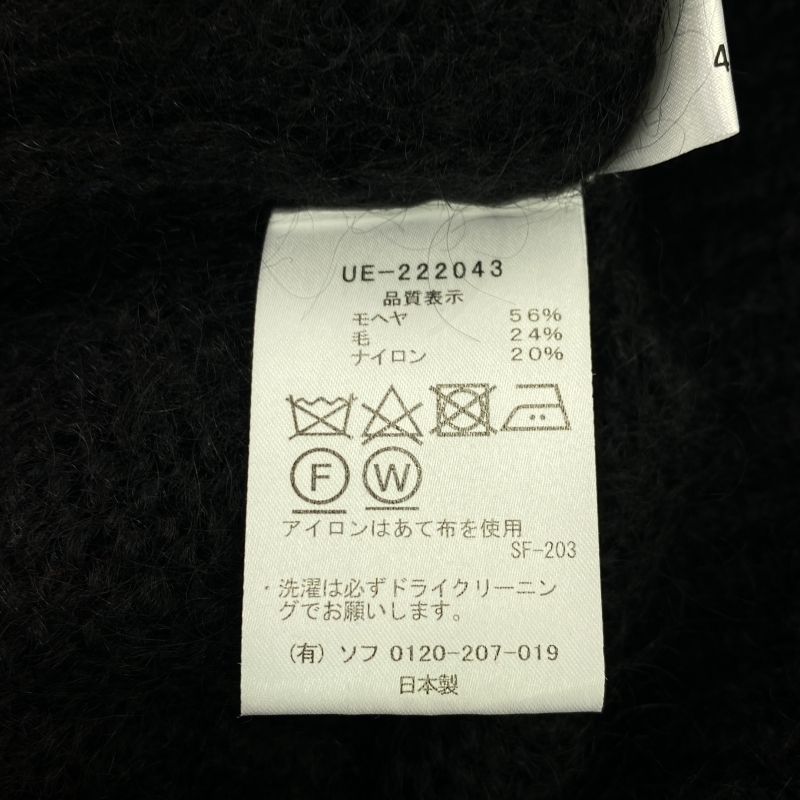 4
UE-222043
品質表示
モヘヤ 56%
毛 24%
ナイロン 20%
F W
アイロンはあて布を使用
SF-203
・洗濯は必ずドライクリーニン
グでお願いします。
(有) ソフ 0120-207-019
日本製